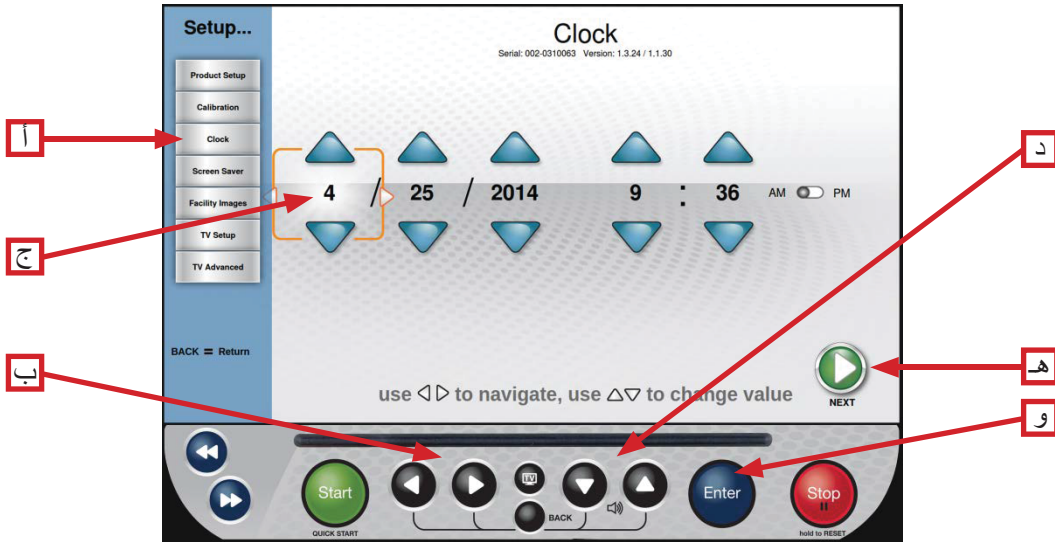 Setup...
Clock
Serial: 002-0310063 Version: 1.3.24 / 1.1.30
Product Setup
Calibration
Clock
Screen Saver
Facility Images
TV Setup
TV Advanced
BACK = Return
4 / 25 / 2014 9 : 36 AM PM
use ◁ ▷ to navigate, use △▽ to change value
NEXT
أ
ج
ب
د
هـ
و
Start
QUICK START
TV
BACK
Enter
Stop
hold to RESET